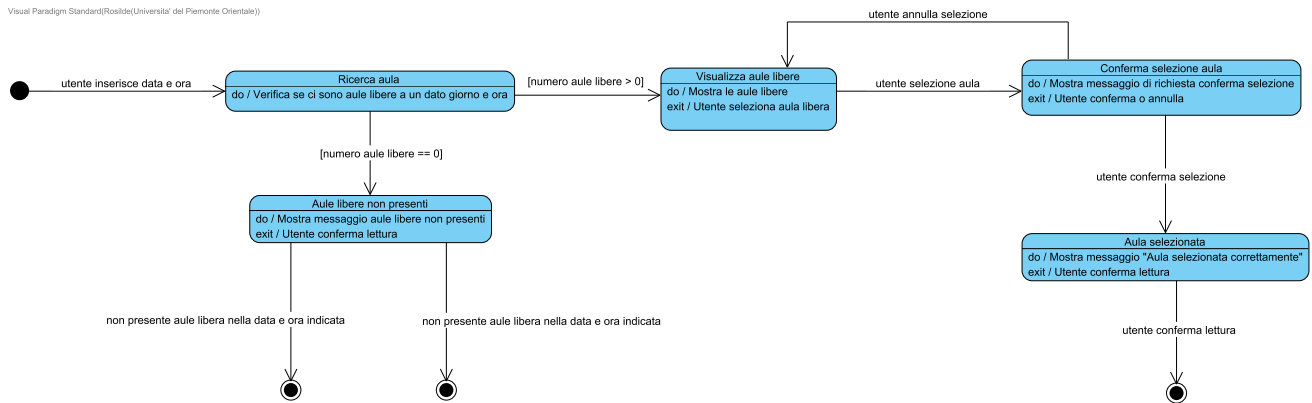 Visual Paradigm Standard(Rosilde(Universita' del Piemonte Orientale))
utente annulla selezione
utente inserisce data e ora
Ricerca aula
do / Verifica se ci sono aule libere a un dato giorno e ora
[numero aule libere > 0]
Visualizza aule libere
do / Mostra le aule libere
exit / Utente seleziona aula libera
utente selezione aula
Conferma selezione aula
do / Mostra messaggio di richiesta conferma selezione
exit / Utente conferma o annulla
[numero aule libere == 0]
utente conferma selezione
Aule libere non presenti
do / Mostra messaggio aule libere non presenti
exit / Utente conferma lettura
Aula selezionata
do / Mostra messaggio "Aula selezionata correttamente"
exit / Utente conferma lettura
non presente aule libera nella data e ora indicata
non presente aule libera nella data e ora indicata
utente conferma lettura